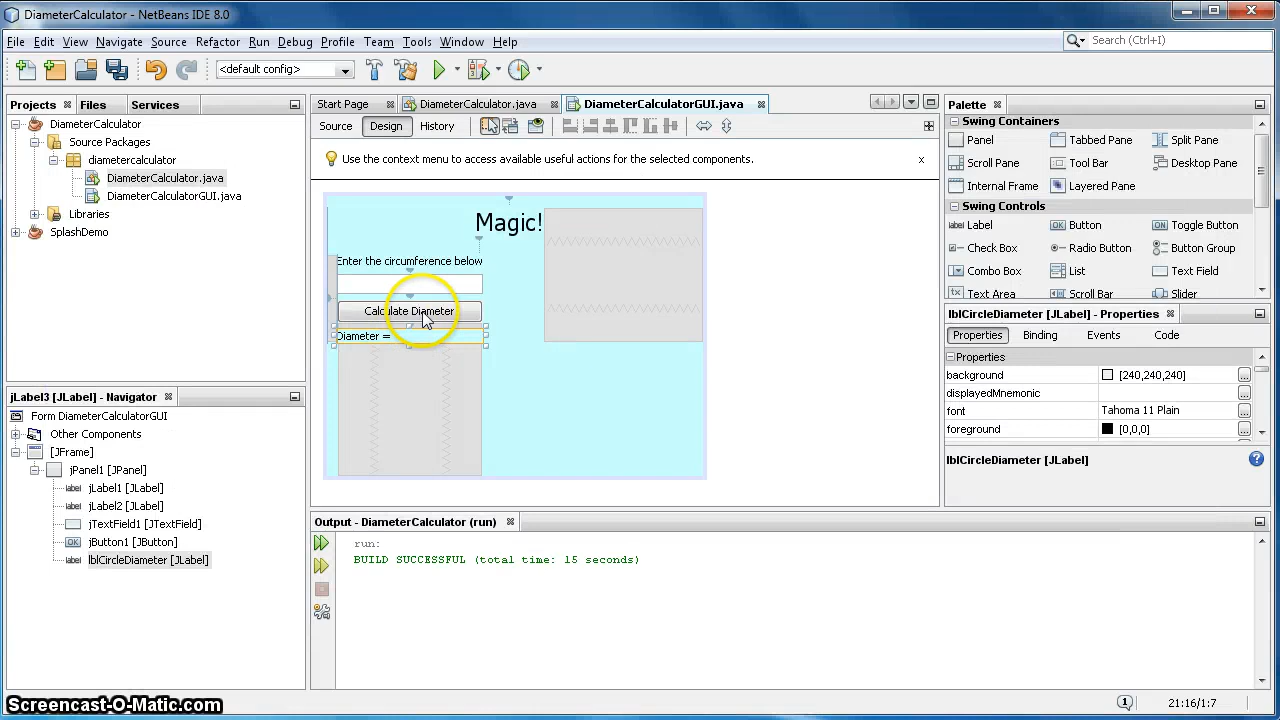 DiameterCalculator - NetBeans IDE 8.0
File Edit View Navigate Source Refactor Run Debug Profile Team Tools Window Help
Search (Ctrl+I)
<default config>
Projects Files Services
DiameterCalculator
Source Packages
diametercalculator
DiameterCalculator.java
DiameterCalculatorGUI.java
Libraries
SplashDemo
jLabel3 [JLabel] - Navigator
Form DiameterCalculatorGUI
Other Components
[JFrame]
jPanel1 [JPanel]
jLabel1 [JLabel]
jLabel2 [JLabel]
jTextField1 [JTextField]
jButton1 [JButton]
lblCircleDiameter [JLabel]
Start Page DiameterCalculator.java DiameterCalculatorGUI.java
Source Design History
Use the context menu to access available useful actions for the selected components.
x
Magic!
Enter the circumference below
Calculate Diameter
Diameter =
Output - DiameterCalculator (run)
run:
BUILD SUCCESSFUL (total time: 15 seconds)
Palette
Swing Containers
Panel Tabbed Pane Split Pane
Scroll Pane Tool Bar Desktop Pane
Internal Frame Layered Pane
Swing Controls
Label Button Toggle Button
Check Box Radio Button Button Group
Combo Box List Text Field
Text Area Scroll Bar Slider
lblCircleDiameter [JLabel] - Properties
Properties Binding Events Code
Properties
background [240,240,240] ...
displayedMnemonic ...
font Tahoma 11 Plain ...
foreground [0,0,0] ...
lblCircleDiameter [JLabel]
1 21:16/1:7
Screencast-O-Matic.com